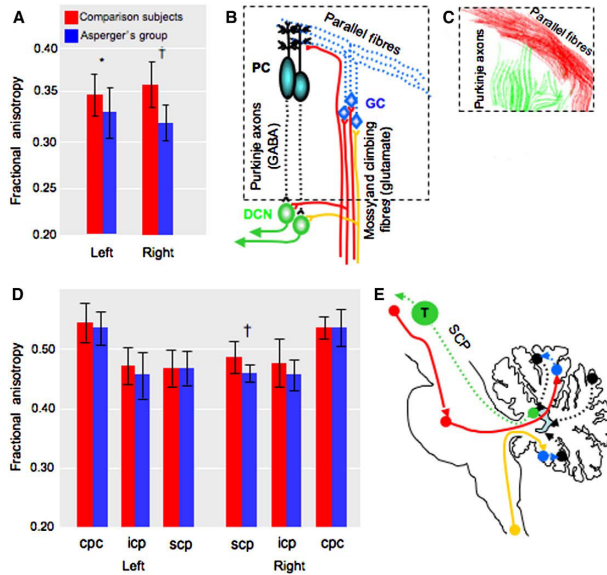 A
Comparison subjects
Asperger's group
Fractional anisotropy
0.40
0.35
0.30
0.25
0.20
*
†
Left
Right
B
Parallel fibres
PC
GC
Purkinje axons
(GABA)
Mossy, and climbing
fibres (glutamate)
DCN
C
Parallel fibres
Purkinje axons
D
Fractional anisotropy
0.50
0.40
0.30
0.20
†
cpc
icp
scp
scp
icp
cpc
Left
Right
E
T
SCP